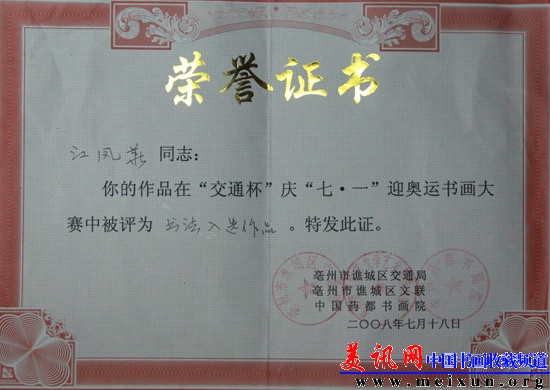 荣誉证书
江凤燕 同志：
你的作品在“交通杯”庆“七·一”迎奥运书画大
赛中被评为 书法入选作品 。特发此证。
亳州市谯城区交通局
亳州市谯城区文联
中国药都书画院
二〇〇八年七月十八日
美讯网 中国书画收藏频道
www.meixun.org